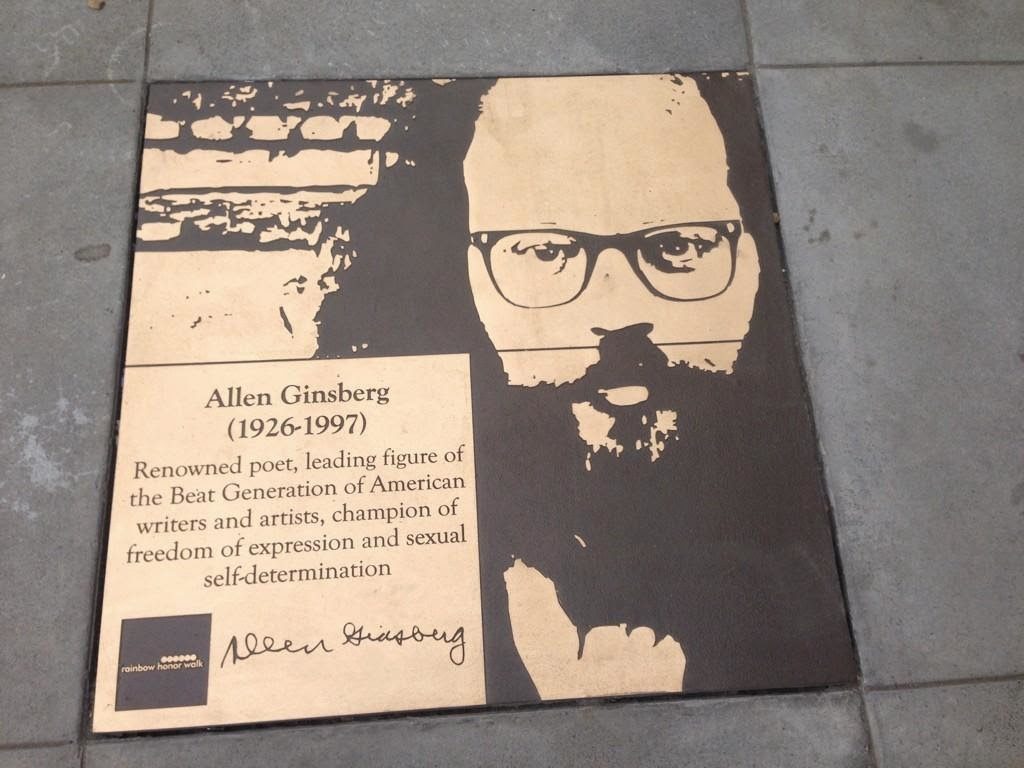 Allen Ginsberg
(1926-1997)
Renowned poet, leading figure of
the Beat Generation of American
writers and artists, champion of
freedom of expression and sexual
self-determination
rainbow honor walk
Allen Ginsberg